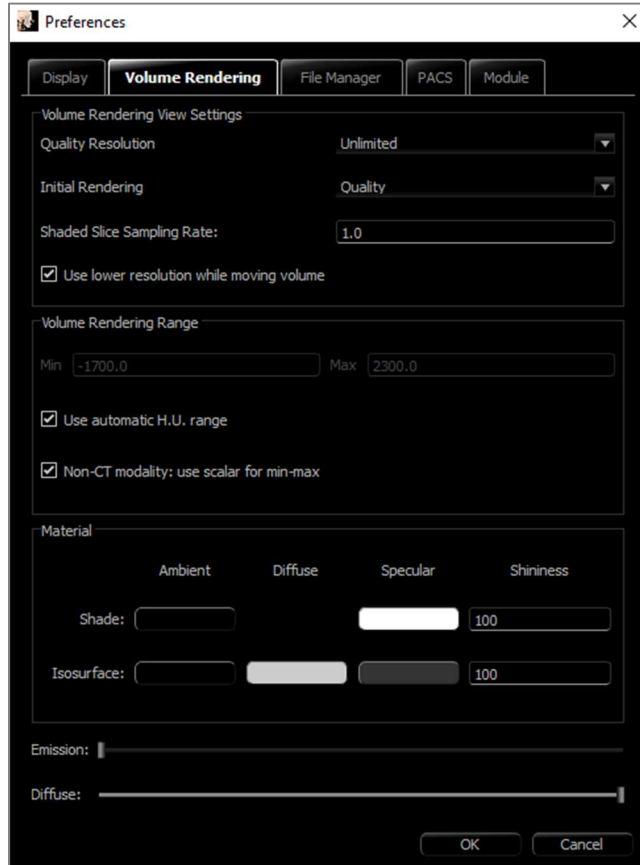 Preferences
Display Volume Rendering File Manager PACS Module
Volume Rendering View Settings
Quality Resolution Unlimited
Initial Rendering Quality
Shaded Slice Sampling Rate: 1.0
Use lower resolution while moving volume
Volume Rendering Range
Min -1700.0 Max 2300.0
Use automatic H.U. range
Non-CT modality: use scalar for min-max
Material
Ambient Diffuse Specular Shininess
Shade: 100
Isosurface: 100
Emission:
Diffuse:
OK Cancel